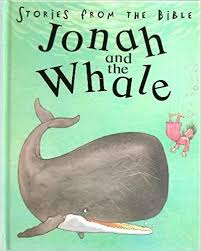 STORIES FROM THE BIBLE
Jonah
and the
Whale